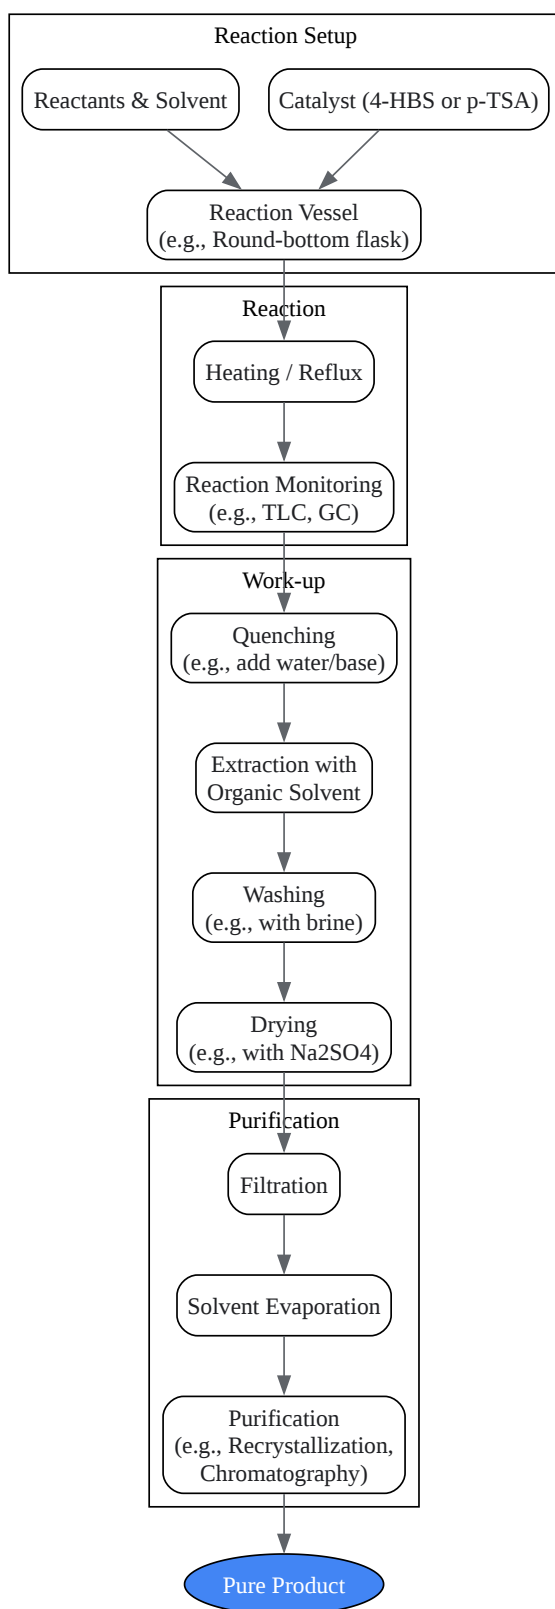 Reaction Setup
Reactants & Solvent
Catalyst (4-HBS or p-TSA)
Reaction Vessel
(e.g., Round-bottom flask)
Reaction
Heating / Reflux
Reaction Monitoring
(e.g., TLC, GC)
Work-up
Quenching
(e.g., add water/base)
Extraction with
Organic Solvent
Washing
(e.g., with brine)
Drying
(e.g., with Na2SO4)
Purification
Filtration
Solvent Evaporation
Purification
(e.g., Recrystallization,
Chromatography)
Pure Product